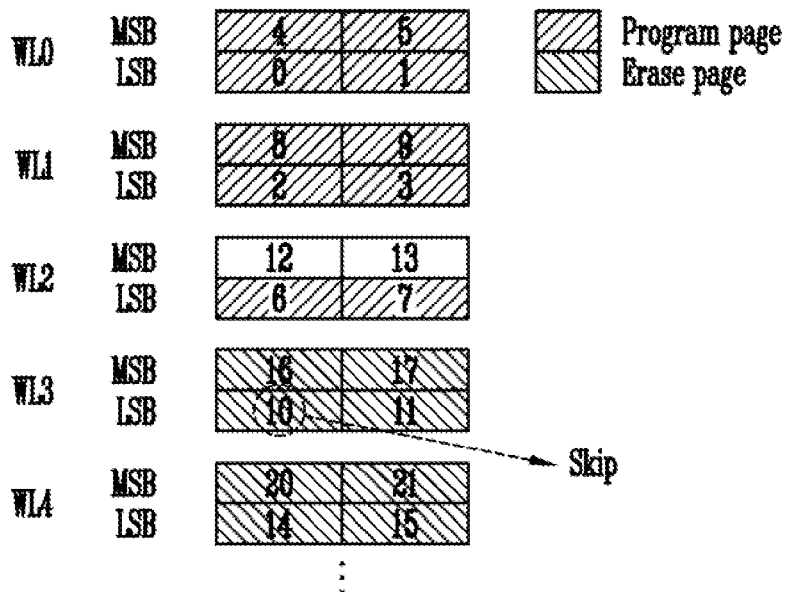 WL0 MSB 4 5
LSB 0 1
Program page
Erase page
WL1 MSB 8 9
LSB 2 3
WL2 MSB 12 13
LSB 6 7
WL3 MSB 16 17
LSB 10 11
Skip
WL4 MSB 20 21
LSB 14 15